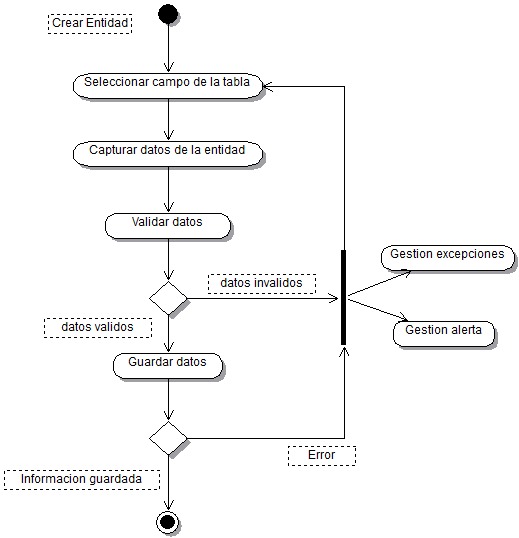 Crear Entidad
Seleccionar campo de la tabla
Capturar datos de la entidad
Validar datos
datos invalidos
Gestion excepciones
Gestion alerta
datos validos
Guardar datos
Error
Informacion guardada